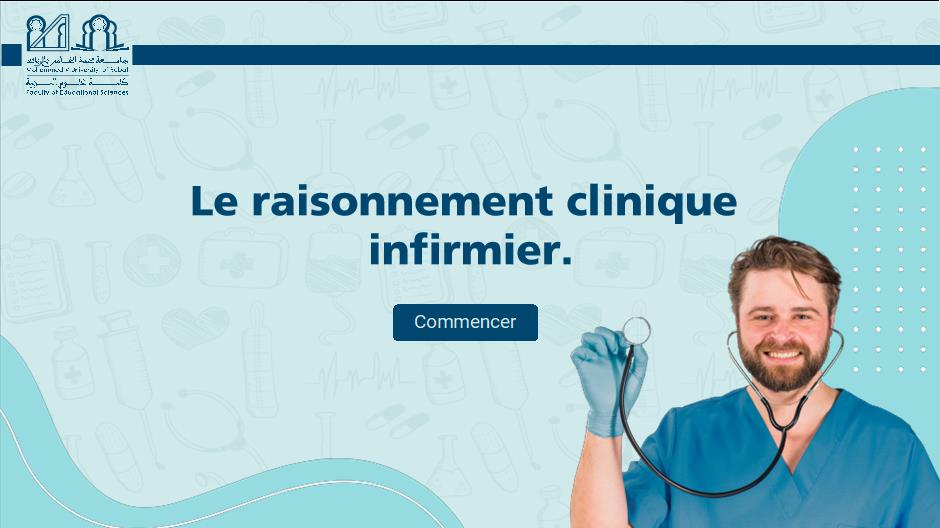 جامعة محمد الخامس بالرباط
Mohammed V University of Rabat
كلية علوم التربية
Faculty of Educational Sciences
Le raisonnement clinique
infirmier.
Commencer